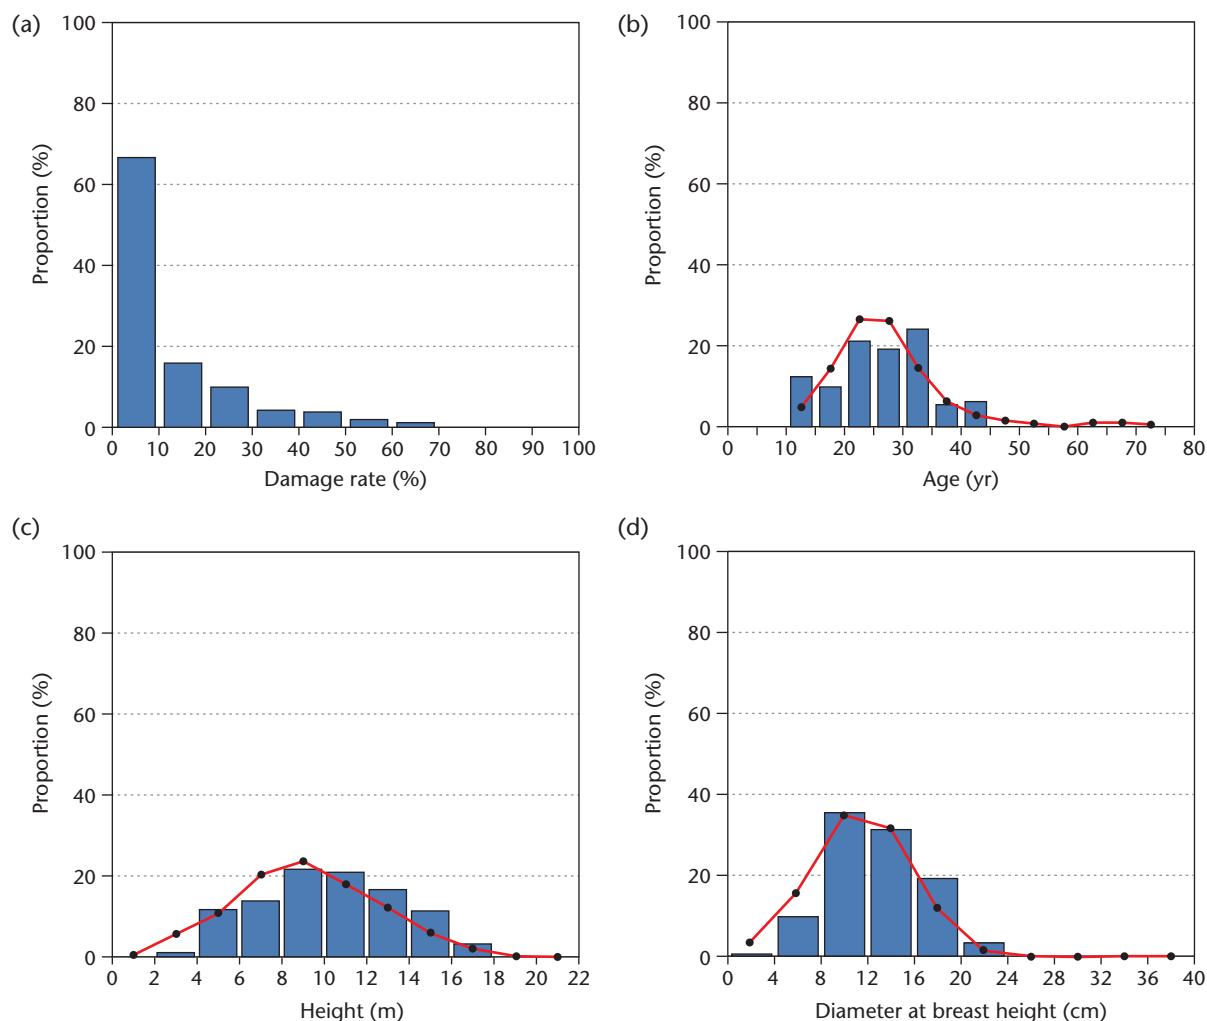 (a)
100
80
60
40
20
0
Proportion (%)
0 10 20 30 40 50 60 70 80 90 100
Damage rate (%)
(b)
100
80
60
40
20
0
Proportion (%)
0 10 20 30 40 50 60 70 80
Age (yr)
(c)
100
80
60
40
20
0
Proportion (%)
0 2 4 6 8 10 12 14 16 18 20 22
Height (m)
(d)
100
80
60
40
20
0
Proportion (%)
0 4 8 12 16 20 24 28 32 36 40
Diameter at breast height (cm)